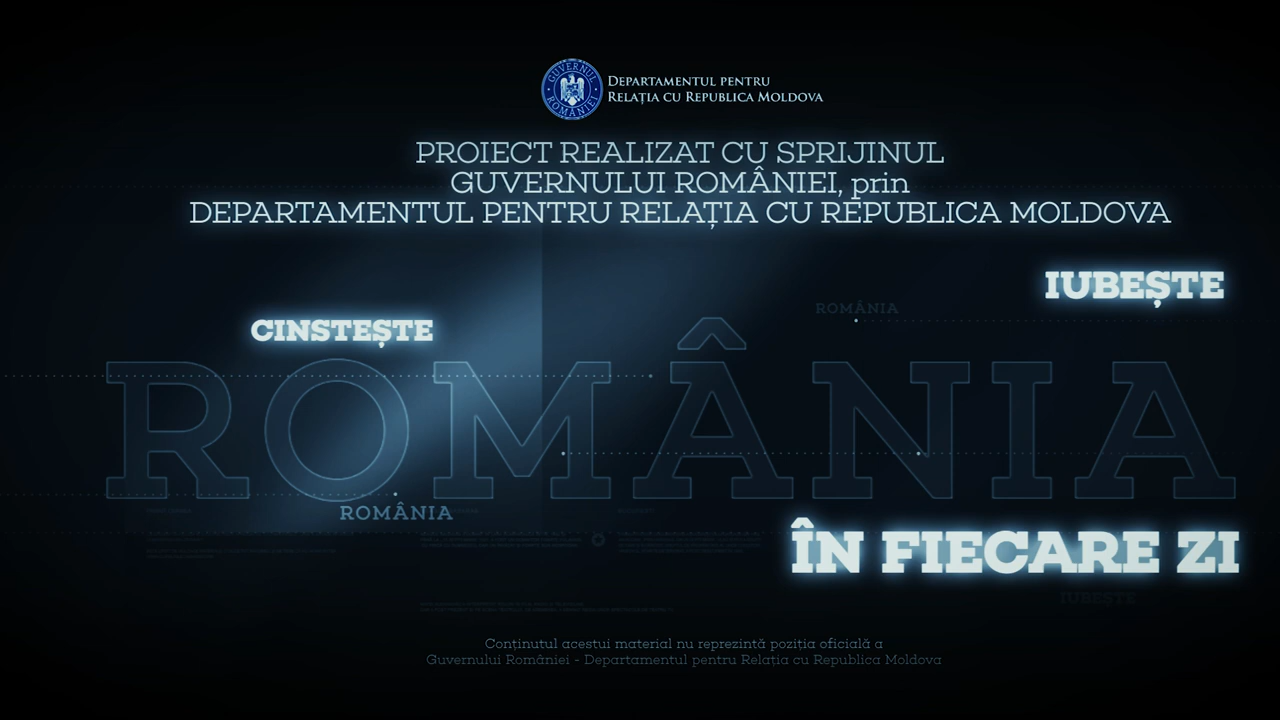 GUVERNUL ROMÂNIEI
DEPARTAMENTUL PENTRU
RELAȚIA CU REPUBLICA MOLDOVA
PROIECT REALIZAT CU SPRIJINUL
GUVERNULUI ROMÂNIEI, prin
DEPARTAMENTUL PENTRU RELAȚIA CU REPUBLICA MOLDOVA
IUBEȘTE
ROMÂNIA
CINSTEȘTE
ROMÂNIA
ROMÂNIA
ÎN FIECARE ZI
IUBEȘTE
Conținutul acestui material nu reprezintă poziția oficială a
Guvernului României - Departamentul pentru Relația cu Republica Moldova